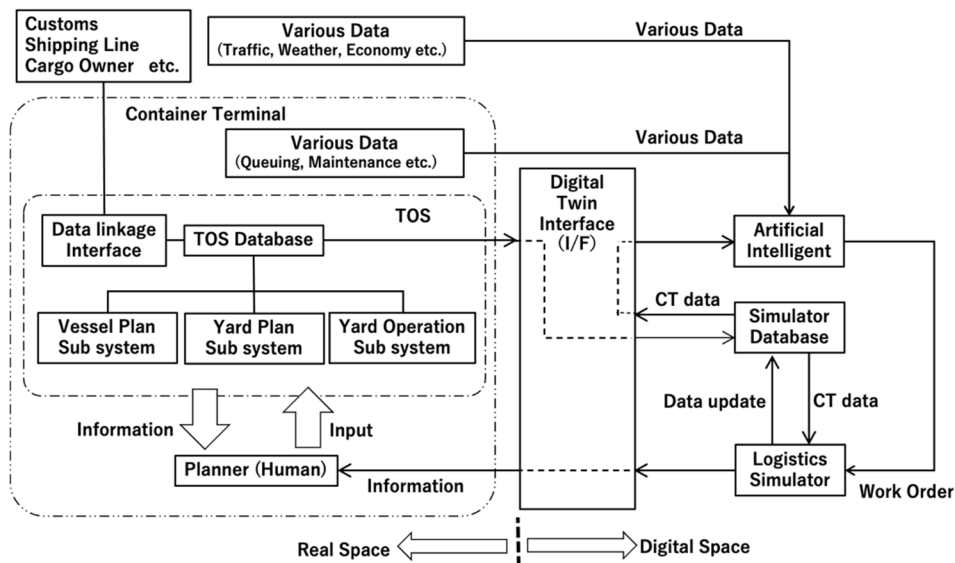 Customs
Shipping Line
Cargo Owner etc.
Various Data
(Traffic, Weather, Economy etc.)
Various Data
Container Terminal
Various Data
(Queuing, Maintenance etc.)
Various Data
Digital
Twin
Interface
(I/F)
TOS
Data linkage
Interface
TOS Database
Artificial
Intelligent
CT data
Simulator
Database
Vessel Plan
Sub system
Yard Plan
Sub system
Yard Operation
Sub system
Data update
CT data
Information
Input
Planner (Human)
Information
Logistics
Simulator
Work Order
Real Space
Digital Space